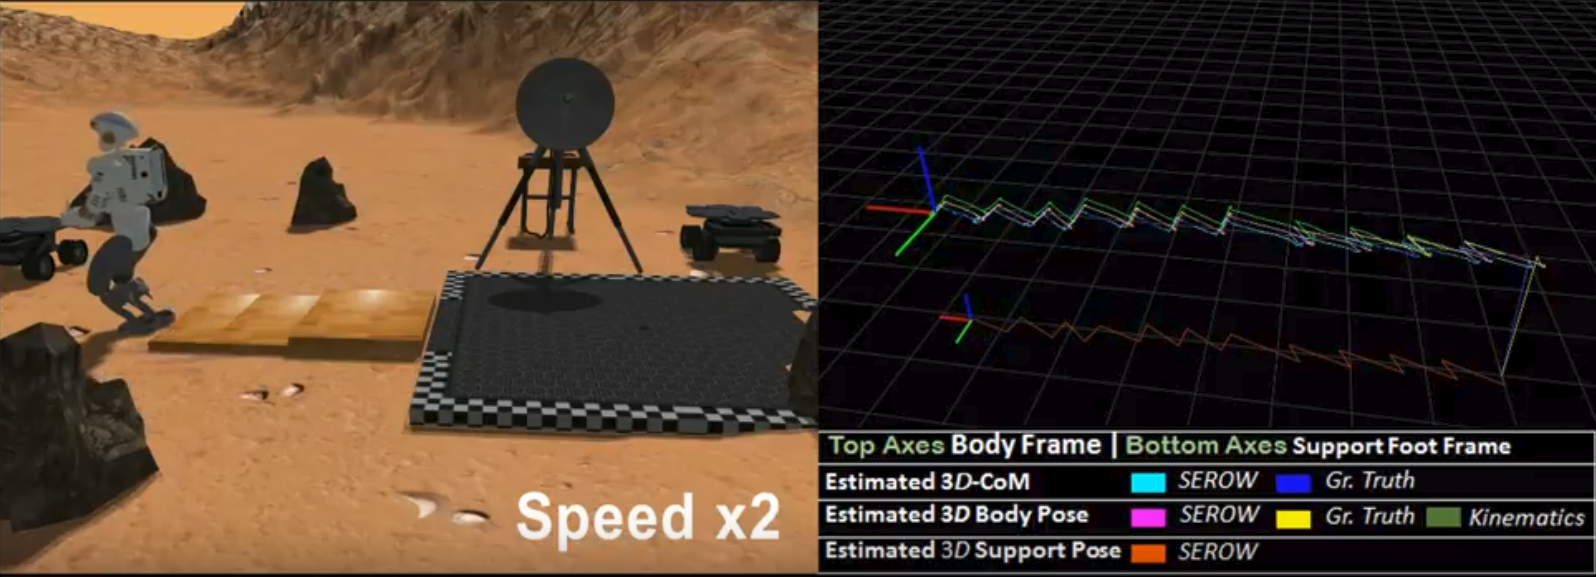 Speed x2
Top Axes Body Frame | Bottom Axes Support Foot Frame
Estimated 3D-CoM SEROW Gr. Truth
Estimated 3D Body Pose SEROW Gr. Truth Kinematics
Estimated 3D Support Pose SEROW